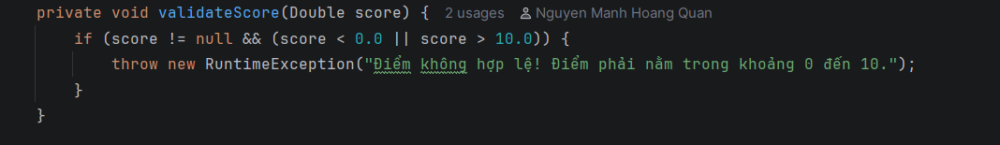 private void validateScore(Double score) { 2 usages Nguyen Manh Hoang Quan
if (score != null && (score < 0.0 || score > 10.0)) {
throw new RuntimeException("Điểm không hợp lệ! Điểm phải nằm trong khoảng 0 đến 10.");
}
}